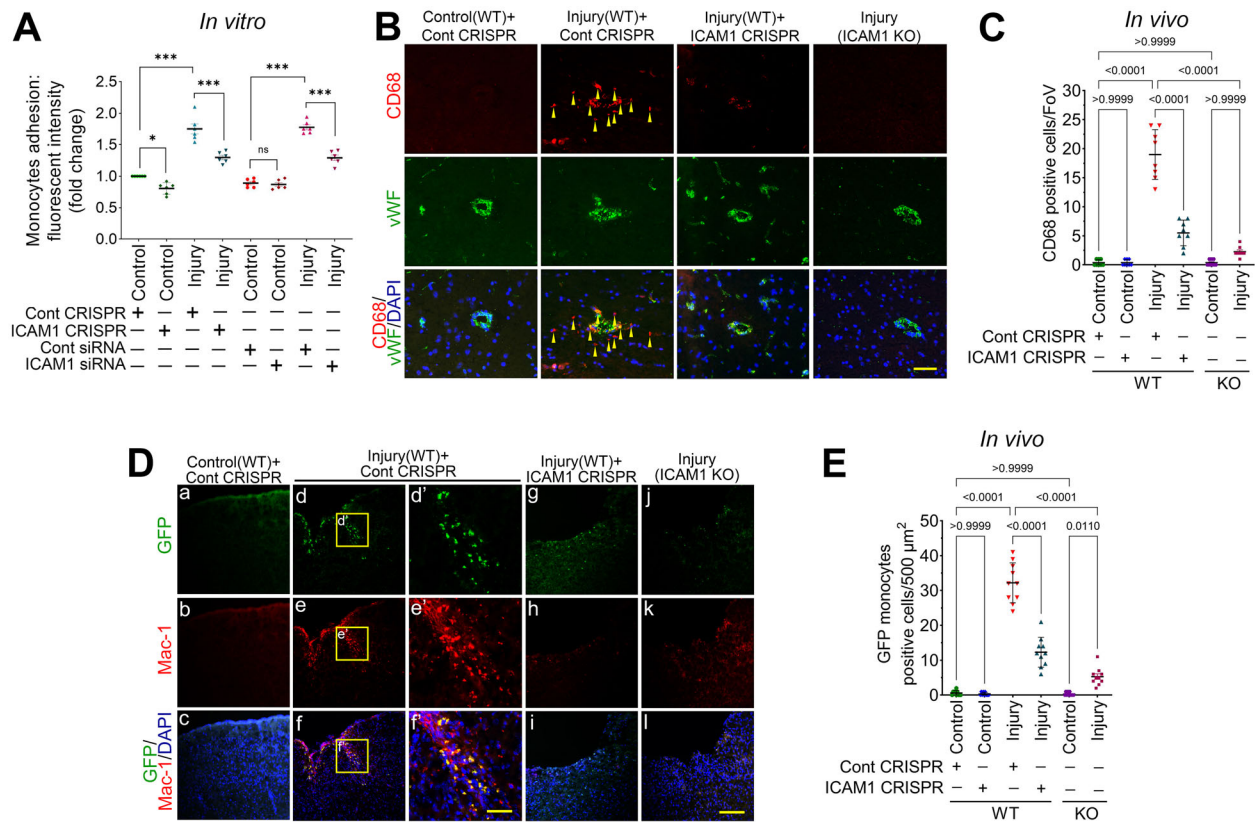 A
In vitro
Monocytes adhesion:
fluorescent intensity
(fold change)
2.5
2.0
1.5
1.0
0.5
0.0
***
***
*
***
***
ns
Control
Control
Injury
Injury
Control
Control
Injury
Injury
Cont CRISPR + – + – – – – –
ICAM1 CRISPR – + – + – – – –
Cont siRNA – – – – + – + –
ICAM1 siRNA – – – – – + – +
B
Control(WT)+
Cont CRISPR
Injury(WT)+
Cont CRISPR
Injury(WT)+
ICAM1 CRISPR
Injury
(ICAM1 KO)
CD68
vWF
CD68/
vWF/DAPI
C
In vivo
CD68 positive cells/FoV
30
25
20
15
10
5
0
>0.9999
<0.0001
<0.0001
>0.9999
<0.0001
>0.9999
Control
Control
Injury
Injury
Control
Injury
Cont CRISPR + – + – – –
ICAM1 CRISPR – + – + – –
WT
KO
D
Control(WT)+
Cont CRISPR
Injury(WT)+
Cont CRISPR
Injury(WT)+
ICAM1 CRISPR
Injury
(ICAM1 KO)
GFP
a
d
d'
d'
g
j
Mac-1
b
e
e'
e'
h
k
GFP/
Mac-1/DAPI
c
f
f'
f'
i
l
E
In vivo
GFP monocytes
positive cells/500 µm²
50
40
30
20
10
0
>0.9999
<0.0001
<0.0001
>0.9999
<0.0001
0.0110
Control
Control
Injury
Injury
Control
Injury
Cont CRISPR + – + – – –
ICAM1 CRISPR – + – + – –
WT
KO